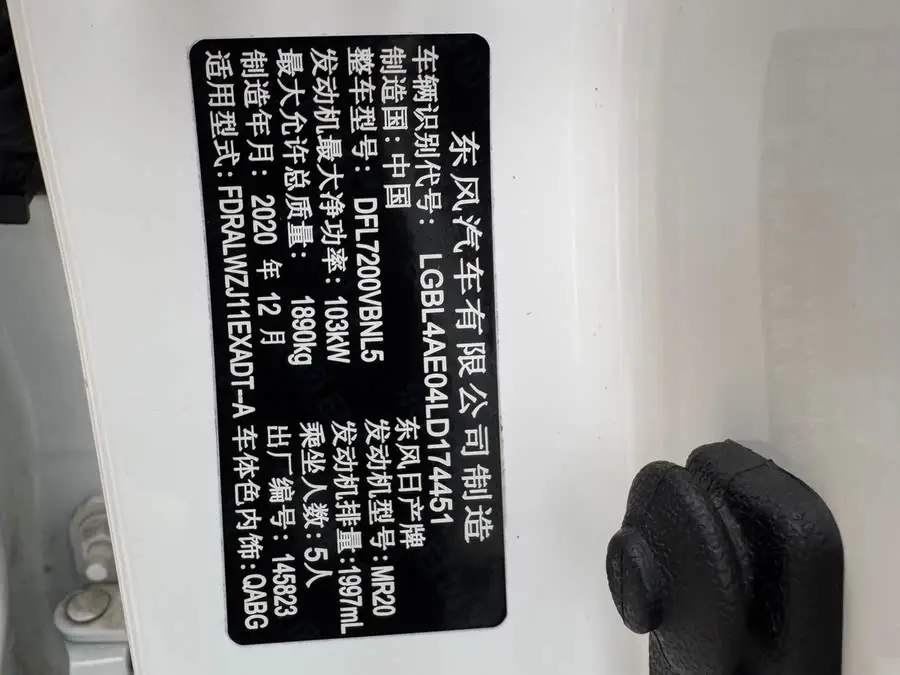 东风汽车有限公司制造
车辆识别代号: LGBL4AE04LD174451
制造国: 中国 东风日产牌
整车型号: DFL7200VBNL5 发动机型号: MR20
发动机最大净功率: 103kW 发动机排量: 1997mL
最大允许总质量: 1890kg 乘坐人数: 5人
制造年月: 2020 年 12 月 出厂编号: 145823
适用型式: FDRALWZJ11EXADT-A 车体色内饰: QABG